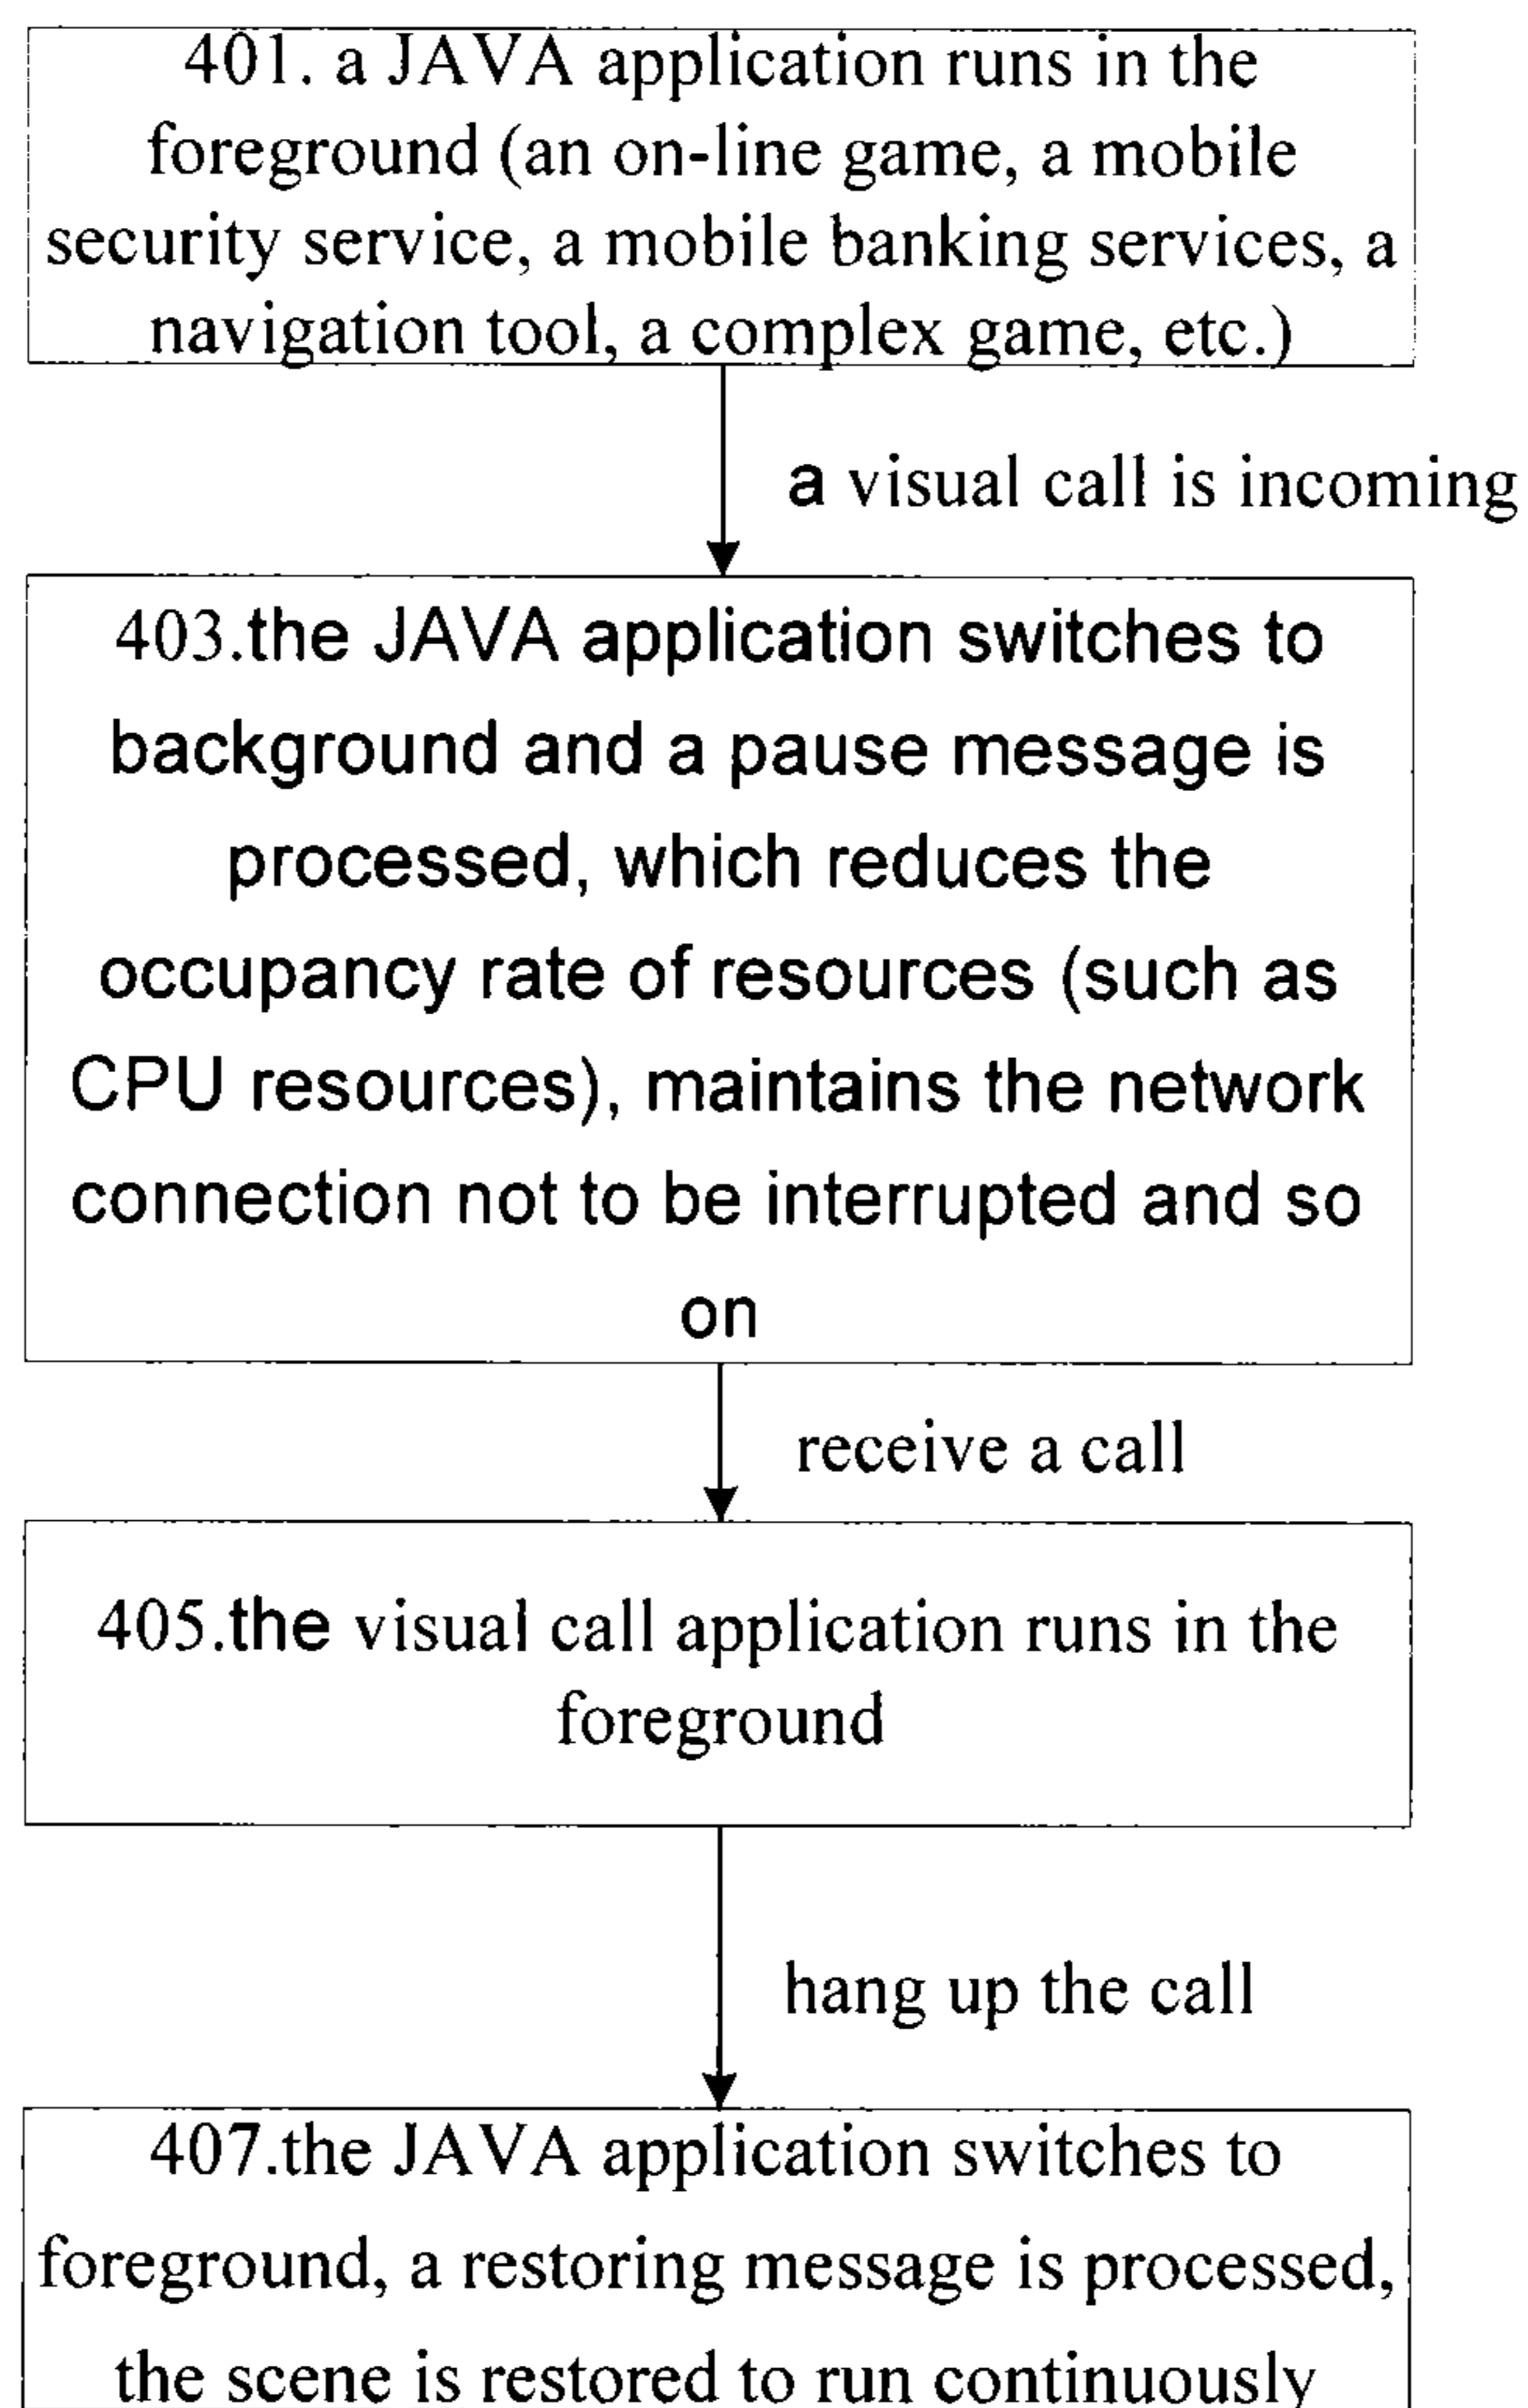 401. a JAVA application runs in the
foreground (an on-line game, a mobile
security service, a mobile banking services, a
navigation tool, a complex game, etc.)
a visual call is incoming
403.the JAVA application switches to
background and a pause message is
processed, which reduces the
occupancy rate of resources (such as
CPU resources), maintains the network
connection not to be interrupted and so
on
receive a call
405.the visual call application runs in the
foreground
hang up the call
407.the JAVA application switches to
foreground, a restoring message is processed,
the scene is restored to run continuously